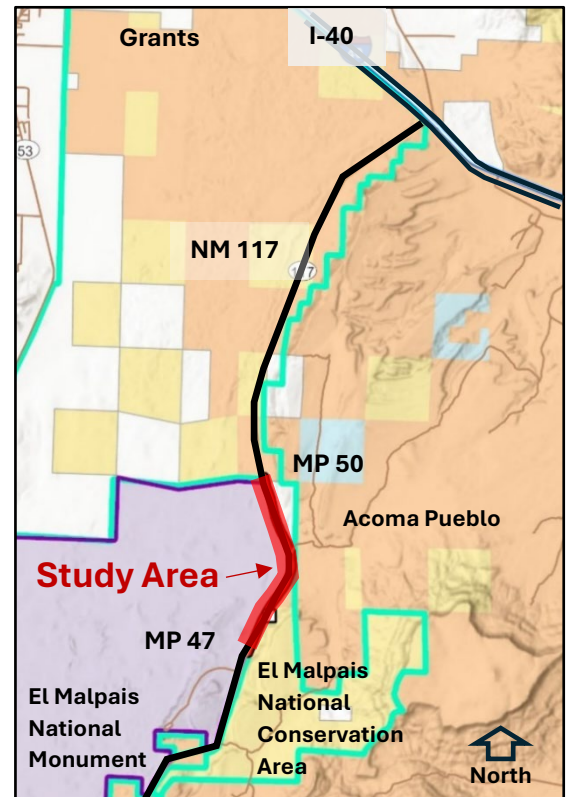 Grants
I-40
53
NM 117
MP 50
Acoma Pueblo
Study Area
MP 47
El Malpais
National
Monument
El Malpais
National
Conservation
Area
North